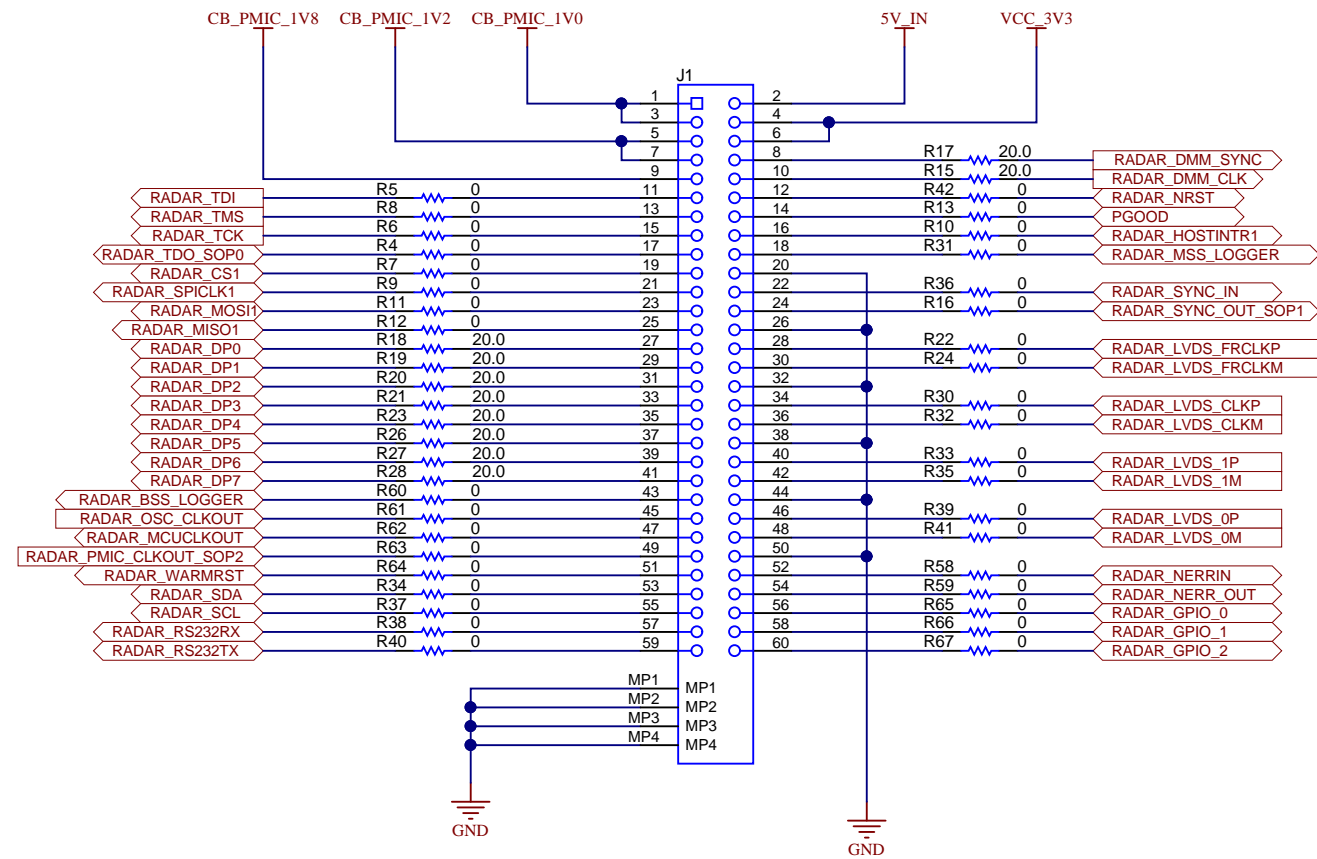 CB_PMIC_1V8 CB_PMIC_1V2 CB_PMIC_1V0 5V_IN VCC_3V3
J1
1 2
3 4
5 6
7 8 R17 20.0 RADAR_DMM_SYNC
9 10 R15 20.0 RADAR_DMM_CLK
RADAR_TDI R5 0 11 12 R42 0 RADAR_NRST
RADAR_TMS R8 0 13 14 R13 0 PGOOD
RADAR_TCK R6 0 15 16 R10 0 RADAR_HOSTINTR1
RADAR_TDO_SOP0 R4 0 17 18 R31 0 RADAR_MSS_LOGGER
RADAR_CS1 R7 0 19 20
RADAR_SPICLK1 R9 0 21 22 R36 0 RADAR_SYNC_IN
RADAR_MOSI1 R11 0 23 24 R16 0 RADAR_SYNC_OUT_SOP1
RADAR_MISO1 R12 0 25 26
RADAR_DP0 R18 20.0 27 28 R22 0 RADAR_LVDS_FRCLKP
RADAR_DP1 R19 20.0 29 30 R24 0 RADAR_LVDS_FRCLKM
RADAR_DP2 R20 20.0 31 32
RADAR_DP3 R21 20.0 33 34 R30 0 RADAR_LVDS_CLKP
RADAR_DP4 R23 20.0 35 36 R32 0 RADAR_LVDS_CLKM
RADAR_DP5 R26 20.0 37 38
RADAR_DP6 R27 20.0 39 40 R33 0 RADAR_LVDS_1P
RADAR_DP7 R28 20.0 41 42 R35 0 RADAR_LVDS_1M
RADAR_BSS_LOGGER R60 0 43 44
RADAR_OSC_CLKOUT R61 0 45 46 R39 0 RADAR_LVDS_0P
RADAR_MCUCLKOUT R62 0 47 48 R41 0 RADAR_LVDS_0M
RADAR_PMIC_CLKOUT_SOP2 R63 0 49 50
RADAR_WARMRST R64 0 51 52 R58 0 RADAR_NERRIN
RADAR_SDA R34 0 53 54 R59 0 RADAR_NERR_OUT
RADAR_SCL R37 0 55 56 R65 0 RADAR_GPIO_0
RADAR_RS232RX R38 0 57 58 R66 0 RADAR_GPIO_1
RADAR_RS232TX R40 0 59 60 R67 0 RADAR_GPIO_2
MP1 MP1
MP2 MP2
MP3 MP3
MP4 MP4
GND
GND